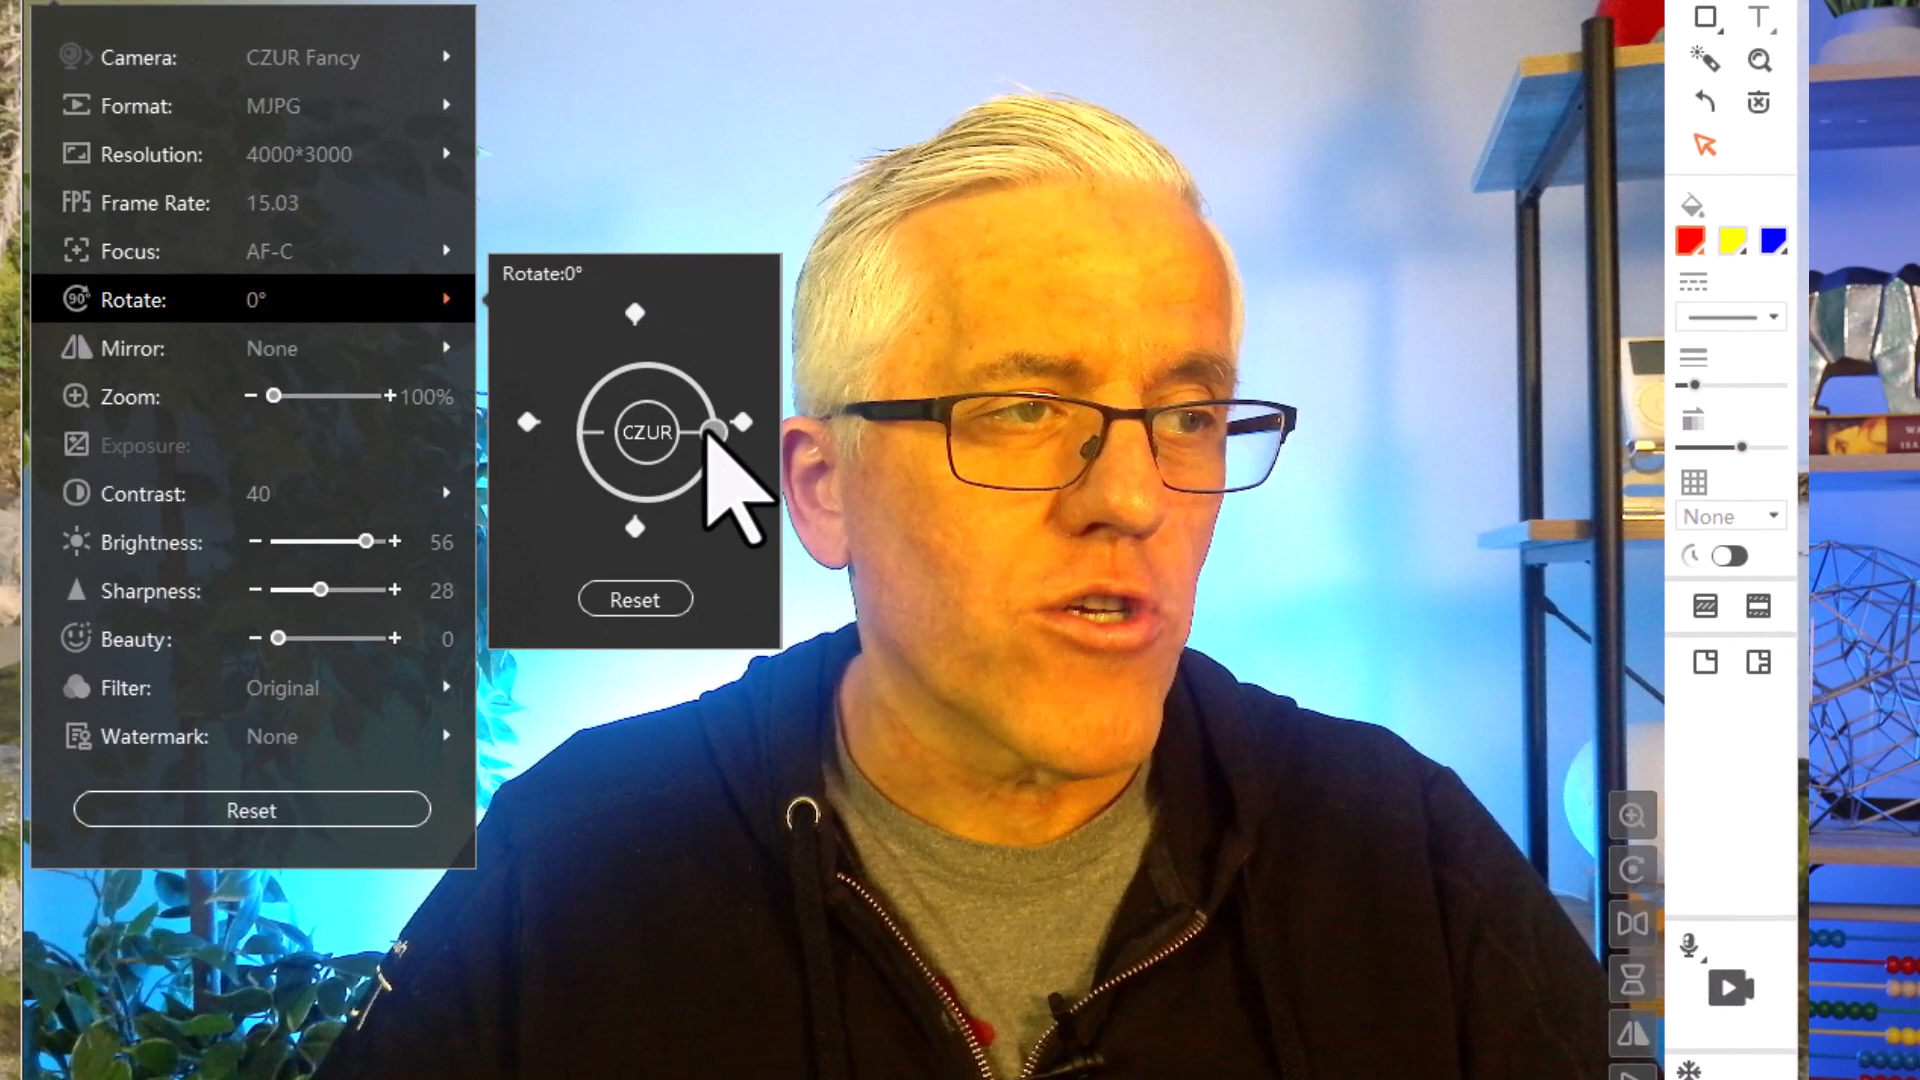 Camera: CZUR Fancy
Format: MJPG
Resolution: 4000*3000
FPS Frame Rate: 15.03
Focus: AF-C
90° Rotate: 0°
Mirror: None
Zoom: 100%
Exposure:
Contrast: 40
Brightness: 56
Sharpness: 28
Beauty: 0
Filter: Original
Watermark: None
Reset
Rotate:0°
CZUR
Reset
T
None